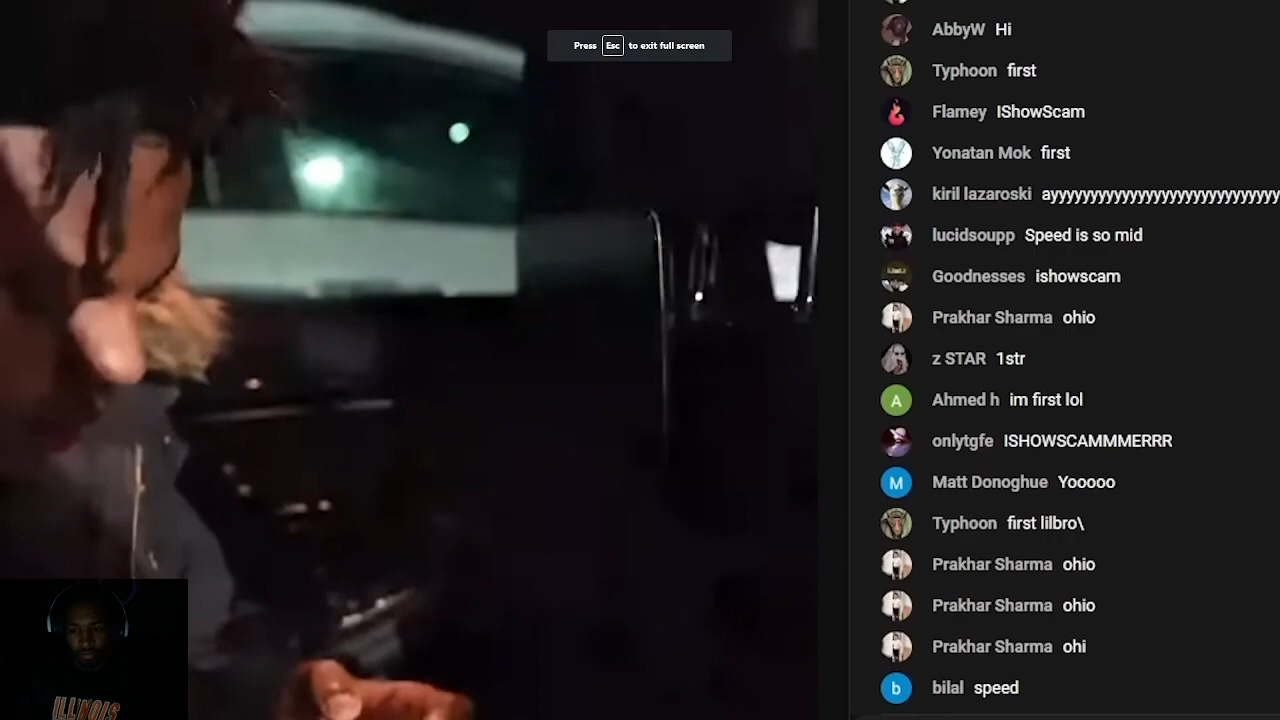 Press Esc to exit full screen
AbbyW Hi
Typhoon first
Flamey IShowScam
Yonatan Mok first
kiril lazaroski ayyyyyyyyyyyyyyyyyyyyyyyyyyyyy
lucidsoupp Speed is so mid
Goodnesses ishowscam
Prakhar Sharma ohio
z STAR 1str
A Ahmed h im first lol
onlytgfe ISHOWSCAMMMERRR
M Matt Donoghue Yooooo
Typhoon first lilbro\
Prakhar Sharma ohio
Prakhar Sharma ohio
Prakhar Sharma ohi
b bilal speed
ILLINOIS